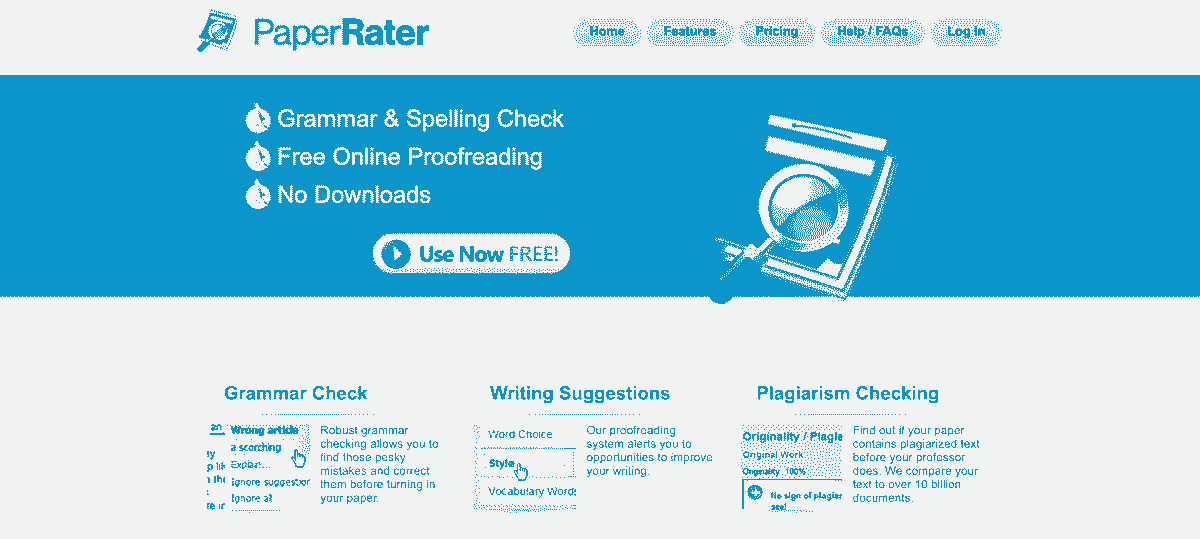 PaperRater
Home Features Pricing Help / FAQs Log In
Grammar & Spelling Check
Free Online Proofreading
No Downloads
Use Now FREE!
Grammar Check
an Wrong article
a scorching
Explain...
Ignore suggestion
Ignore all
Robust grammar
checking allows you to
find those pesky
mistakes and correct
them before turning in
your paper.
Writing Suggestions
Word Choice
Style
Vocabulary Words
Our proofreading
system alerts you to
opportunities to improve
your writing.
Plagiarism Checking
Originality / Plagia
Original Work
Originality 100%
No sign of plagiar
Find out if your paper
contains plagiarized text
before your professor
does. We compare your
text to over 10 billion
documents.